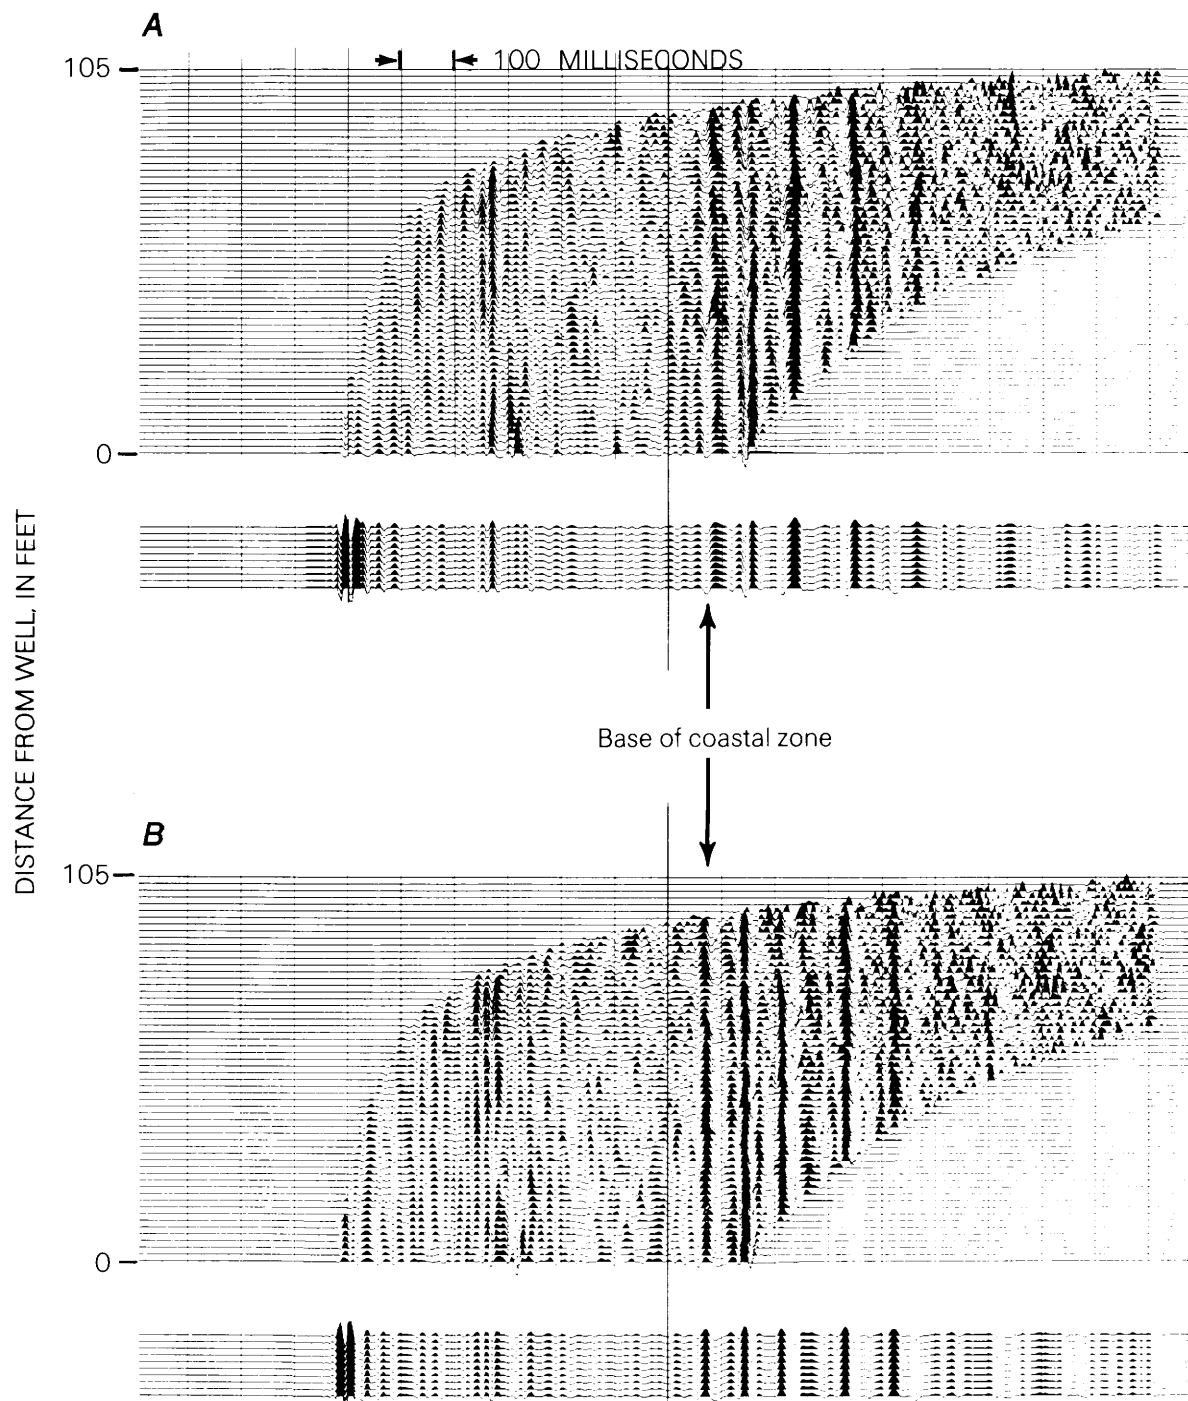 A
100 MILLISECONDS
105
0
DISTANCE FROM WELL, IN FEET
Base of coastal zone
B
105
0